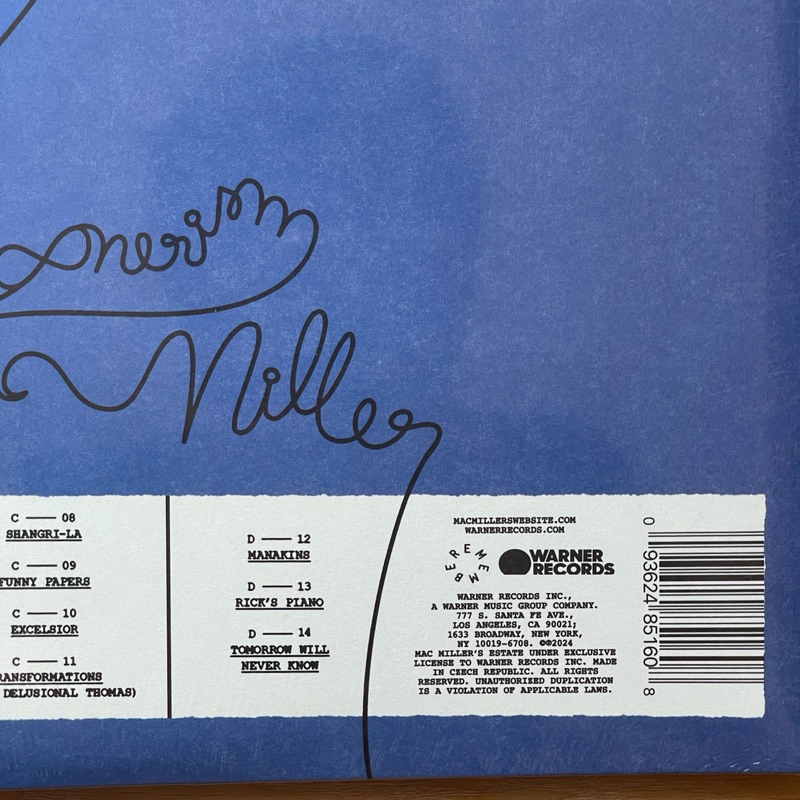 onerism
Miller
C — 08
SHANGRI-LA
C — 09
FUNNY PAPERS
C — 10
EXCELSIOR
C — 11
RANSFORMATIONS
DELUSIONAL THOMAS)
D — 12
MANAKINS
D — 13
RICK'S PIANO
D — 14
TOMORROW WILL
NEVER KNOW
MACMILLERSWEBSITE.COM
WARNERRECORDS.COM
REMEMBER
WARNER
RECORDS
WARNER RECORDS INC.,
A WARNER MUSIC GROUP COMPANY.
777 S. SANTA FE AVE.,
LOS ANGELES, CA 90021;
1633 BROADWAY, NEW YORK,
NY 10019-6708. ©℗2024
MAC MILLER'S ESTATE UNDER EXCLUSIVE
LICENSE TO WARNER RECORDS INC. MADE
IN CZECH REPUBLIC. ALL RIGHTS
RESERVED. UNAUTHORIZED DUPLICATION
IS A VIOLATION OF APPLICABLE LAWS.
0 93624 85160 8